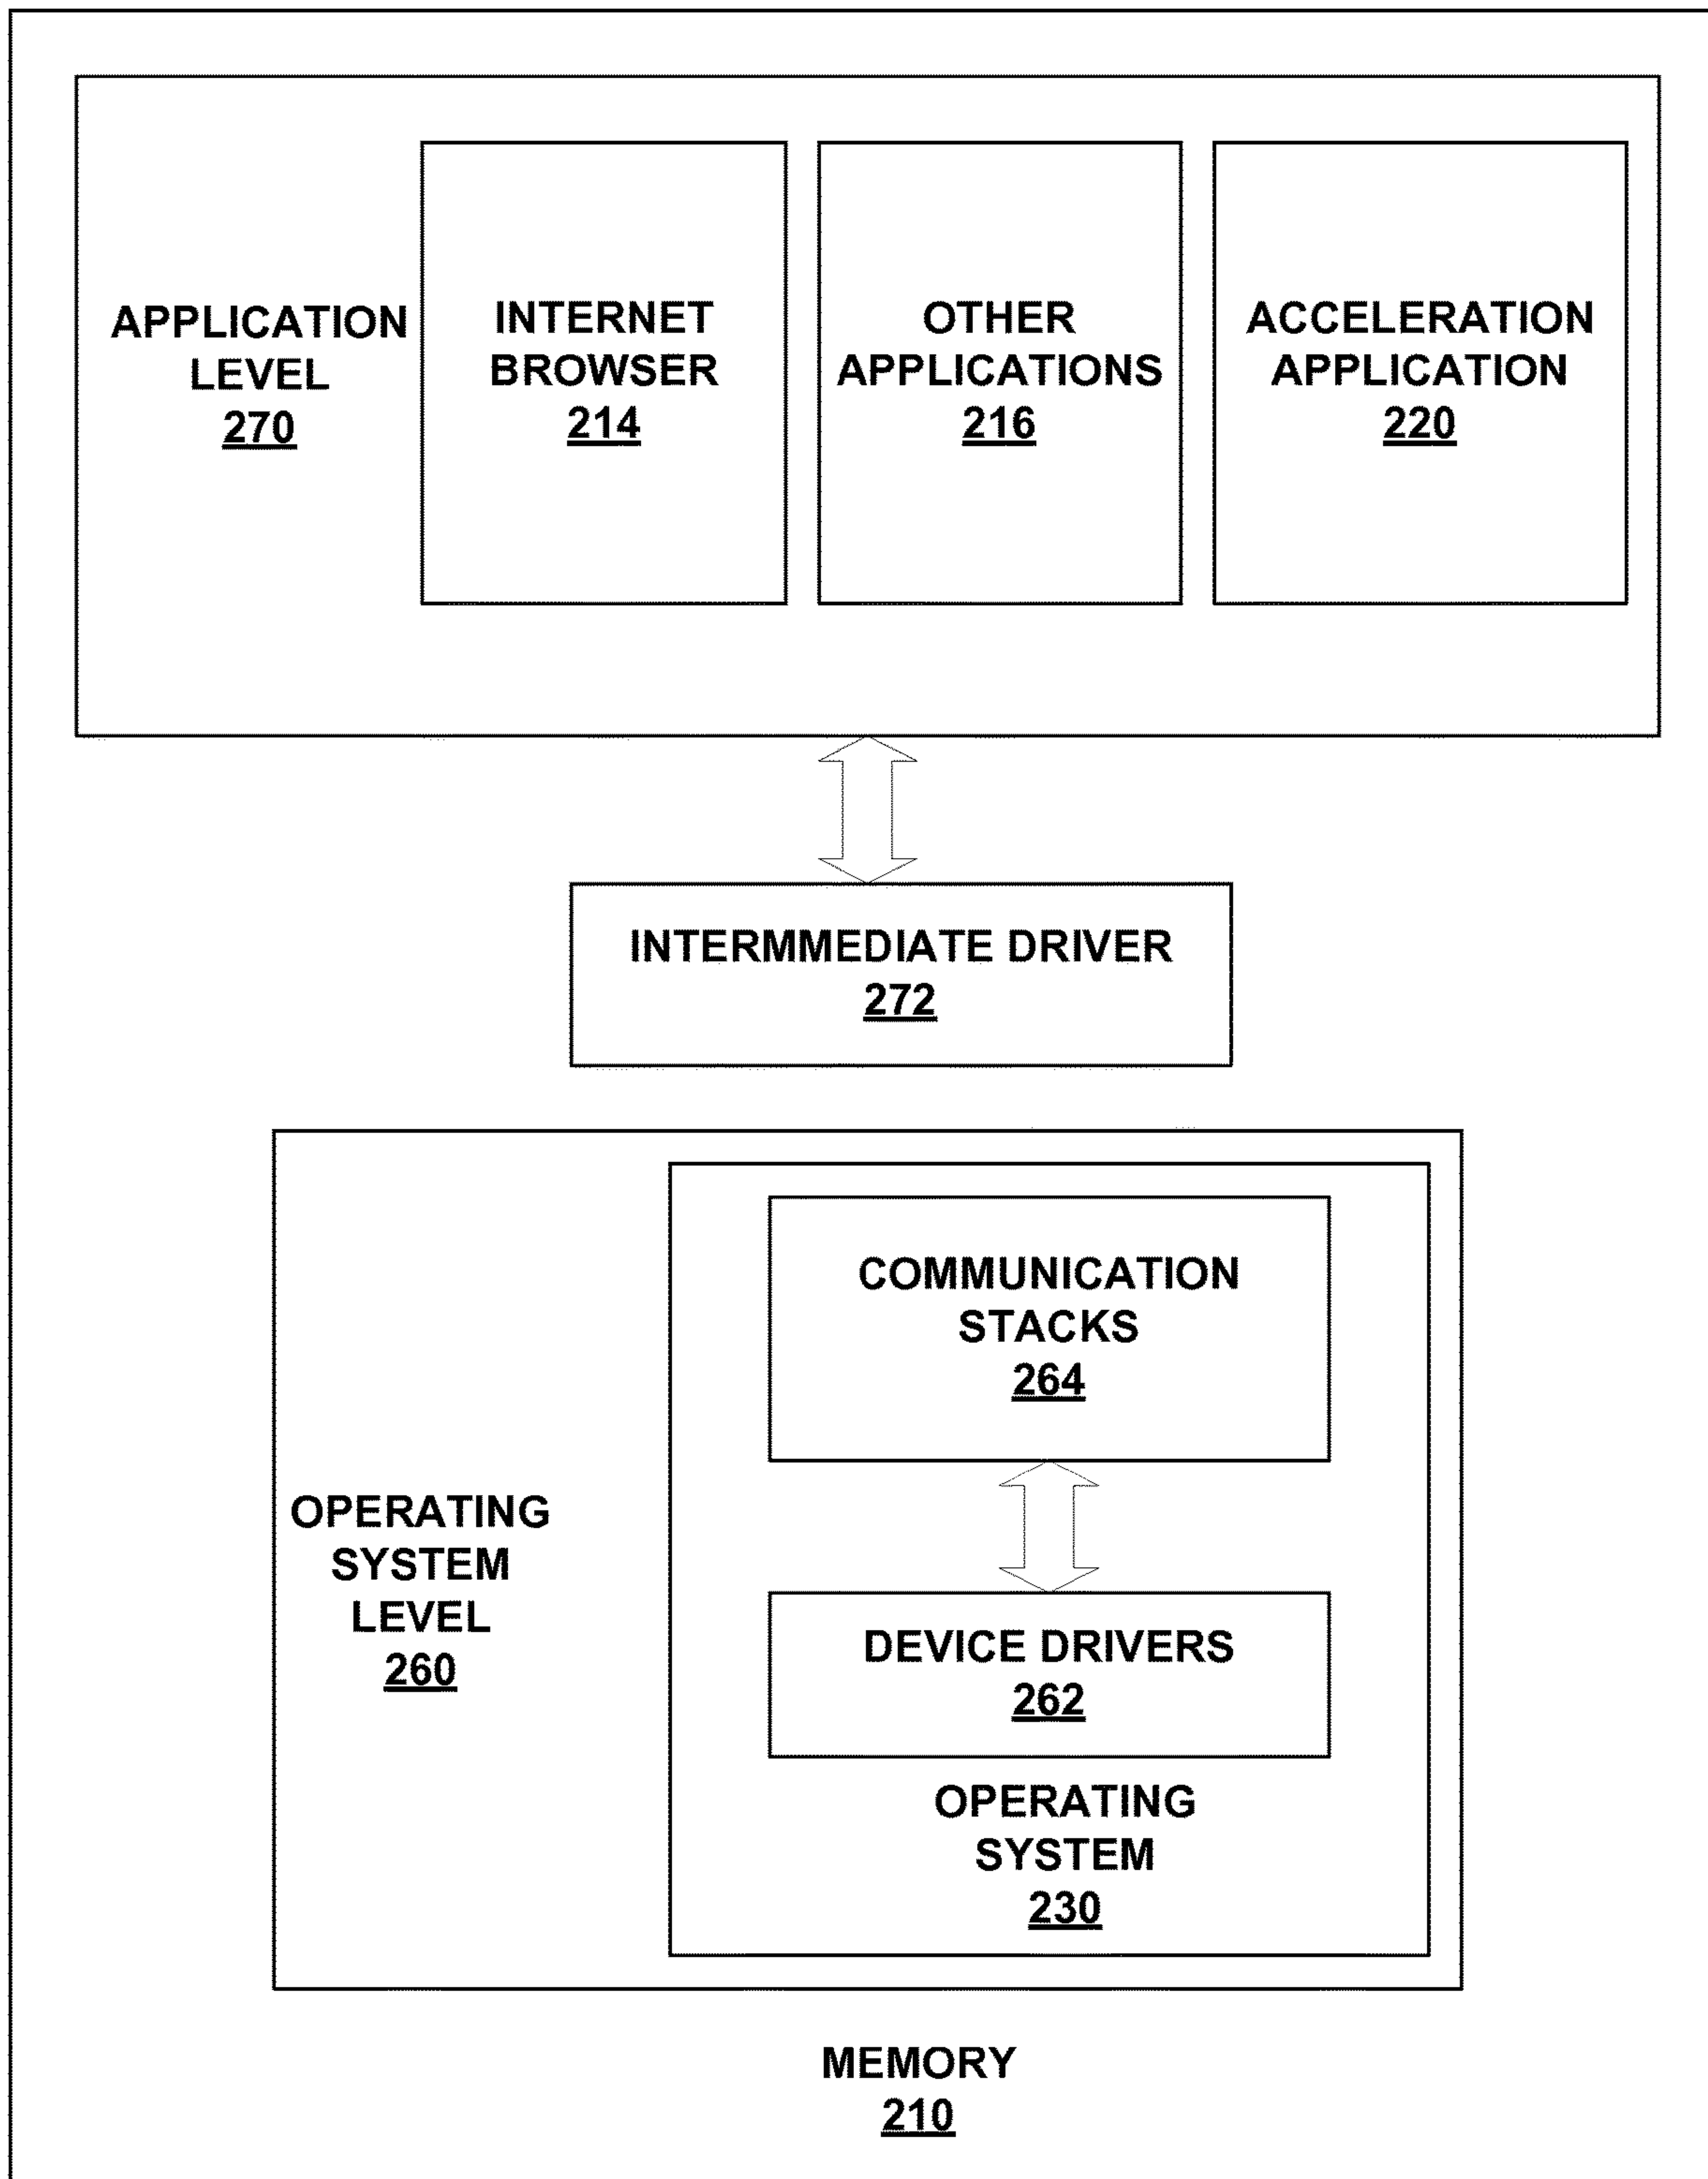 APPLICATION
LEVEL
270
INTERNET
BROWSER
214
OTHER
APPLICATIONS
216
ACCELERATION
APPLICATION
220
INTERMMEDIATE DRIVER
272
COMMUNICATION
STACKS
264
OPERATING
SYSTEM
LEVEL
260
DEVICE DRIVERS
262
OPERATING
SYSTEM
230
MEMORY
210